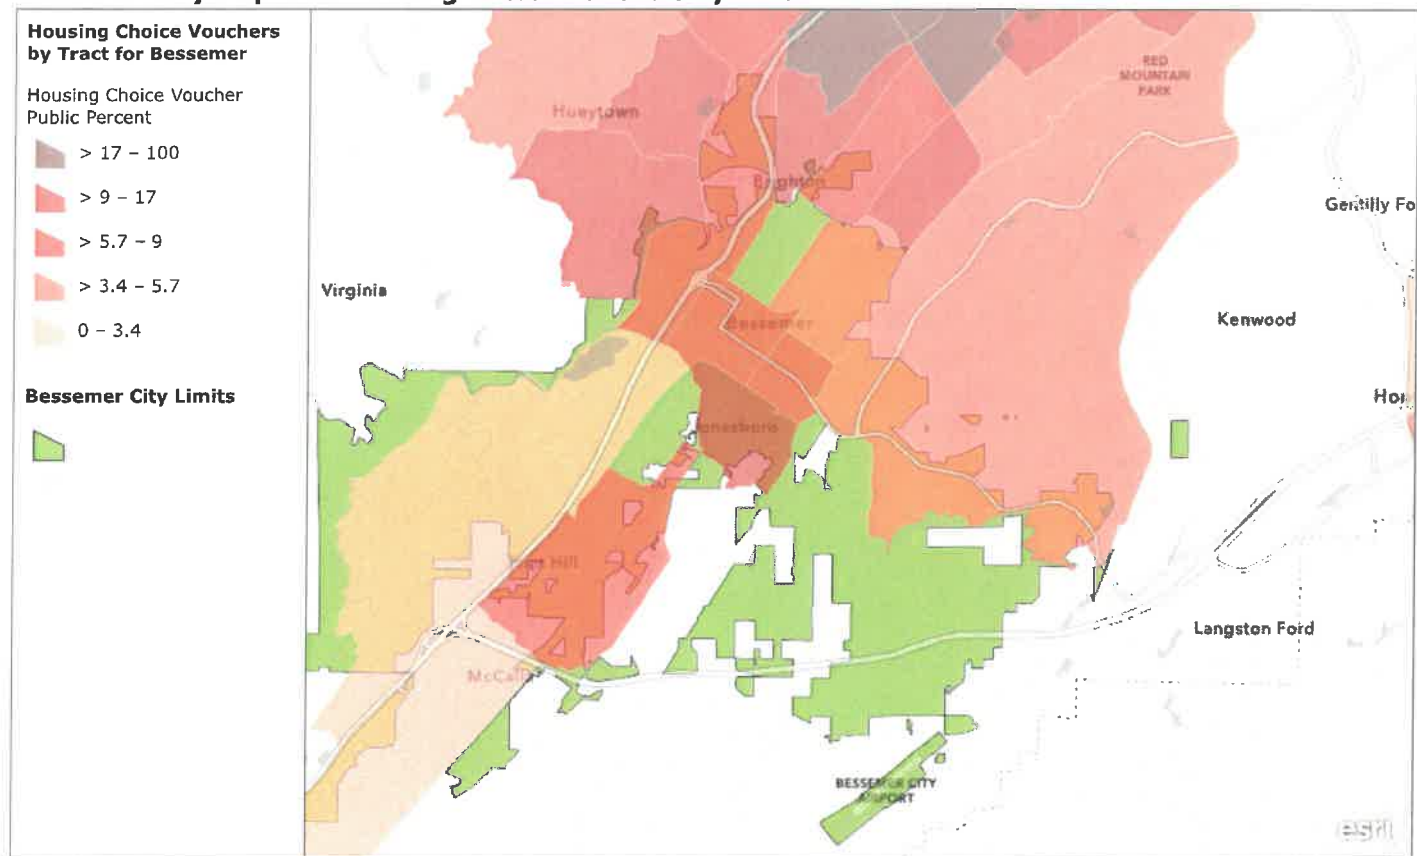 Housing Choice Vouchers
by Tract for Bessemer
Housing Choice Voucher
Public Percent
> 17 – 100
> 9 – 17
> 5.7 – 9
> 3.4 – 5.7
0 – 3.4
Bessemer City Limits
RED
MOUNTAIN
PARK
Hueytown
Brighton
Gentilly Fo
Virginia
Kenwood
Bessemer
Hop
Jonesboro
Hill
Langston Ford
McCalla
BESSEMER CITY
AIRPORT
esri